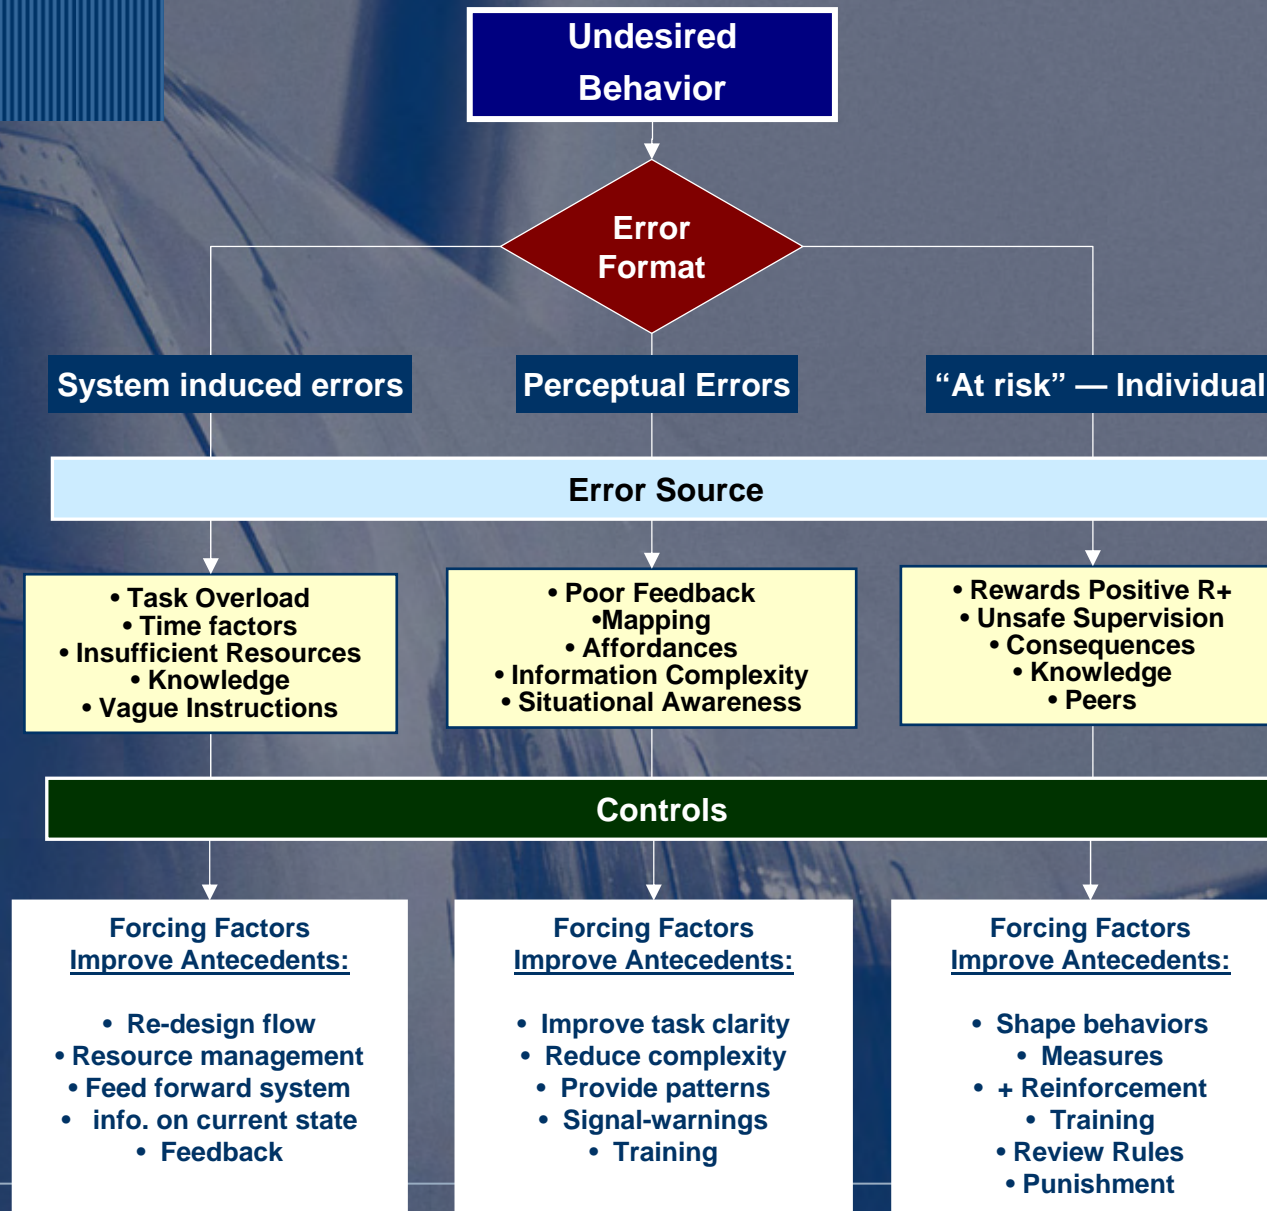 Undesired
Behavior
Error
Format
System induced errors
Perceptual Errors
“At risk” — Individual
Error Source
• Task Overload
• Time factors
• Insufficient Resources
• Knowledge
• Vague Instructions
• Poor Feedback
•Mapping
• Affordances
• Information Complexity
• Situational Awareness
• Rewards Positive R+
• Unsafe Supervision
• Consequences
• Knowledge
• Peers
Controls
Forcing Factors
Improve Antecedents:
• Re-design flow
• Resource management
• Feed forward system
• info. on current state
• Feedback
Forcing Factors
Improve Antecedents:
• Improve task clarity
• Reduce complexity
• Provide patterns
• Signal-warnings
• Training
Forcing Factors
Improve Antecedents:
• Shape behaviors
• Measures
• + Reinforcement
• Training
• Review Rules
• Punishment